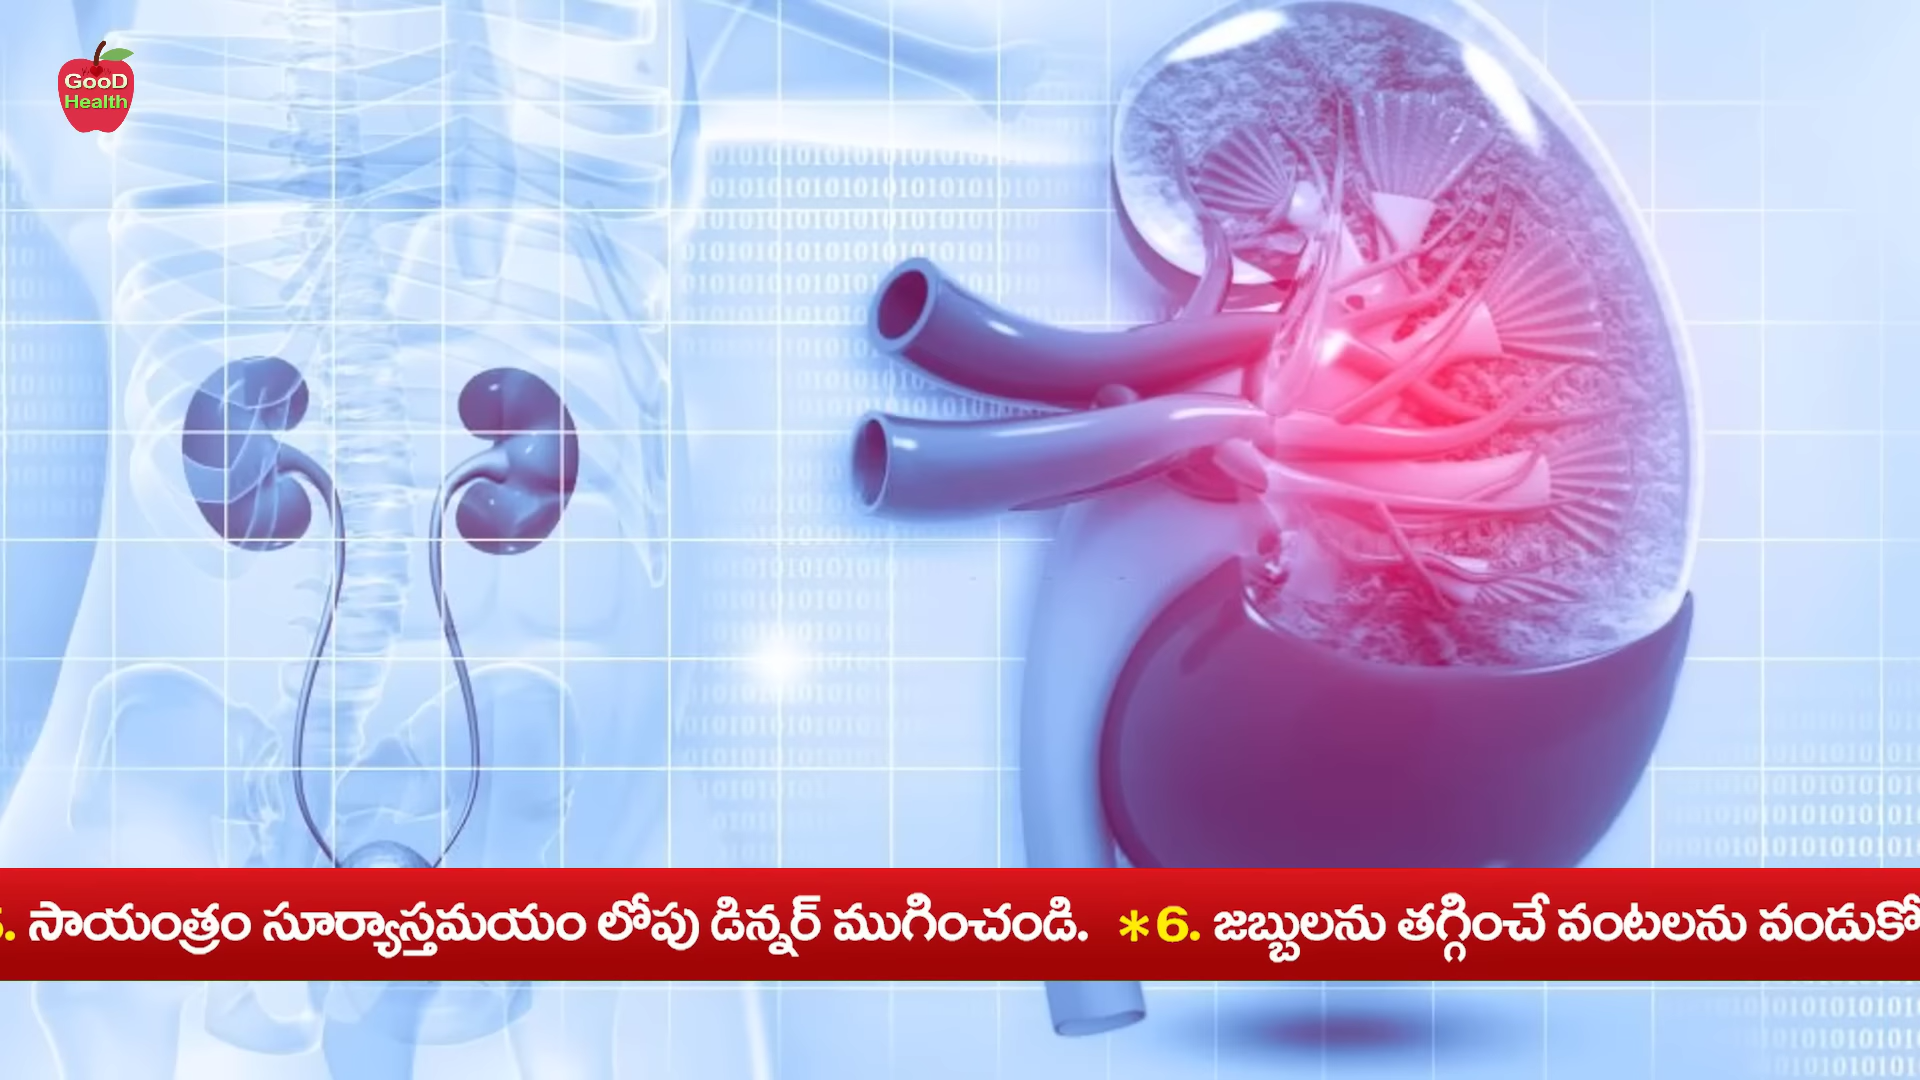 GooD
Health
. సాయంత్రం సూర్యాస్తమయం లోపు డిన్నర్ ముగించండి. *6. జబ్బులను తగ్గించే వంటలను వండుకో